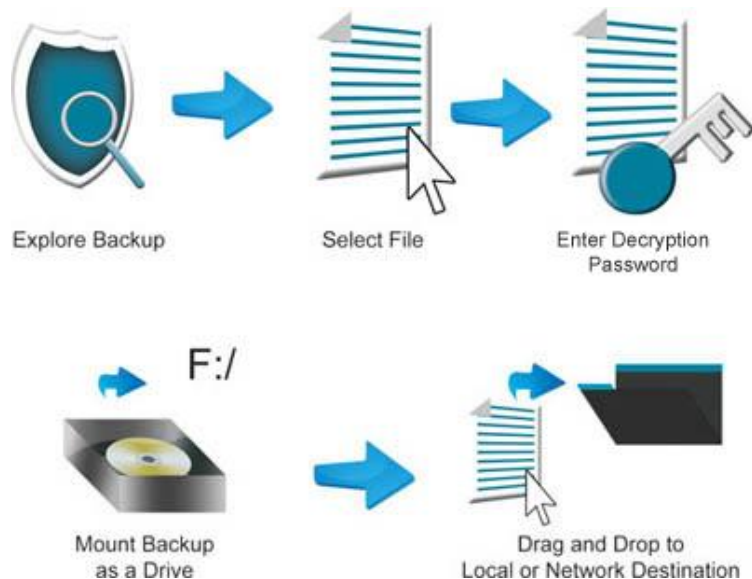 Explore Backup
Select File
Enter Decryption
Password
F:/
Mount Backup
as a Drive
Drag and Drop to
Local or Network Destination